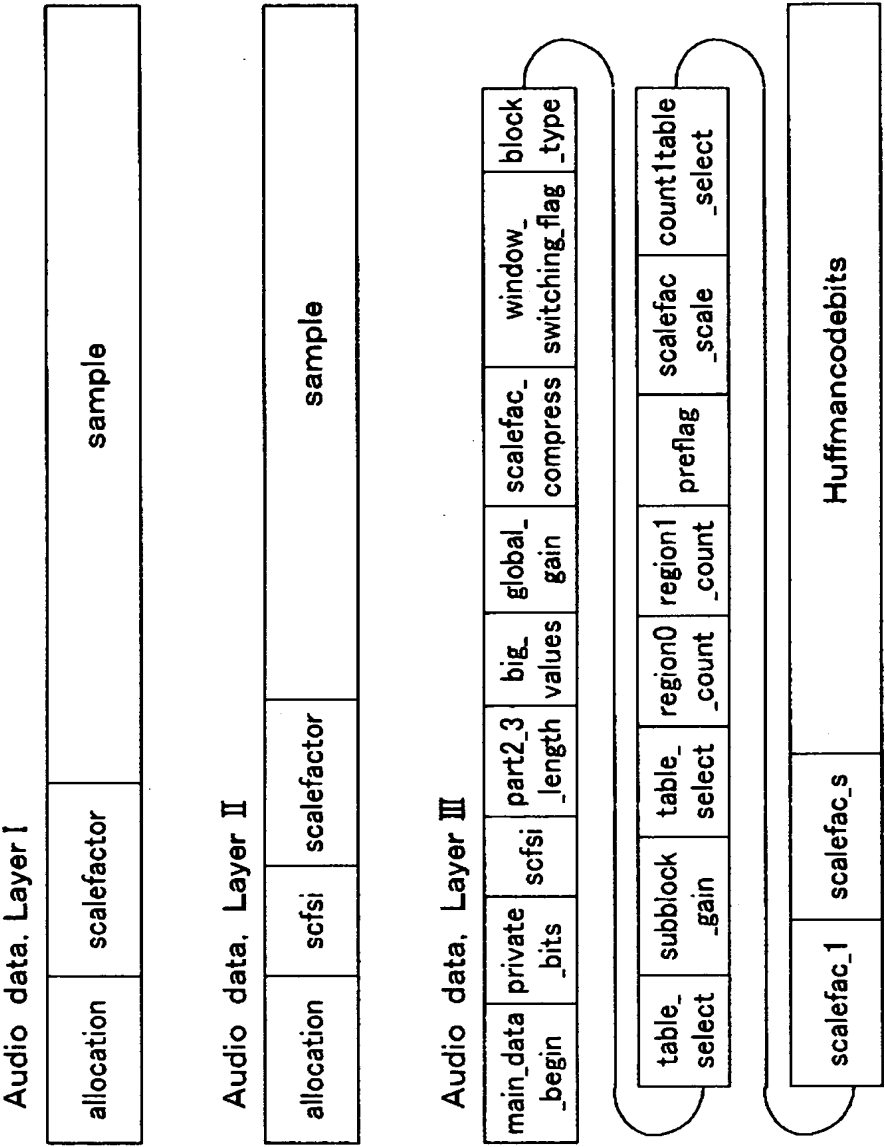 Audio data, Layer Ⅰ
allocation
scalefactor
sample
Audio data, Layer Ⅱ
allocation
scfsi
scalefactor
sample
Audio data, Layer Ⅲ
main_data
_begin
private
_bits
scfsi
part2_3
_length
big_
values
global_
gain
scalefac_
compress
window_
switching_flag
block
_type
table_
select
subblock
_gain
table_
select
region0
_count
region1
_count
preflag
scalefac
_scale
count1table
_select
scalefac_1
scalefac_s
Huffmancodebits